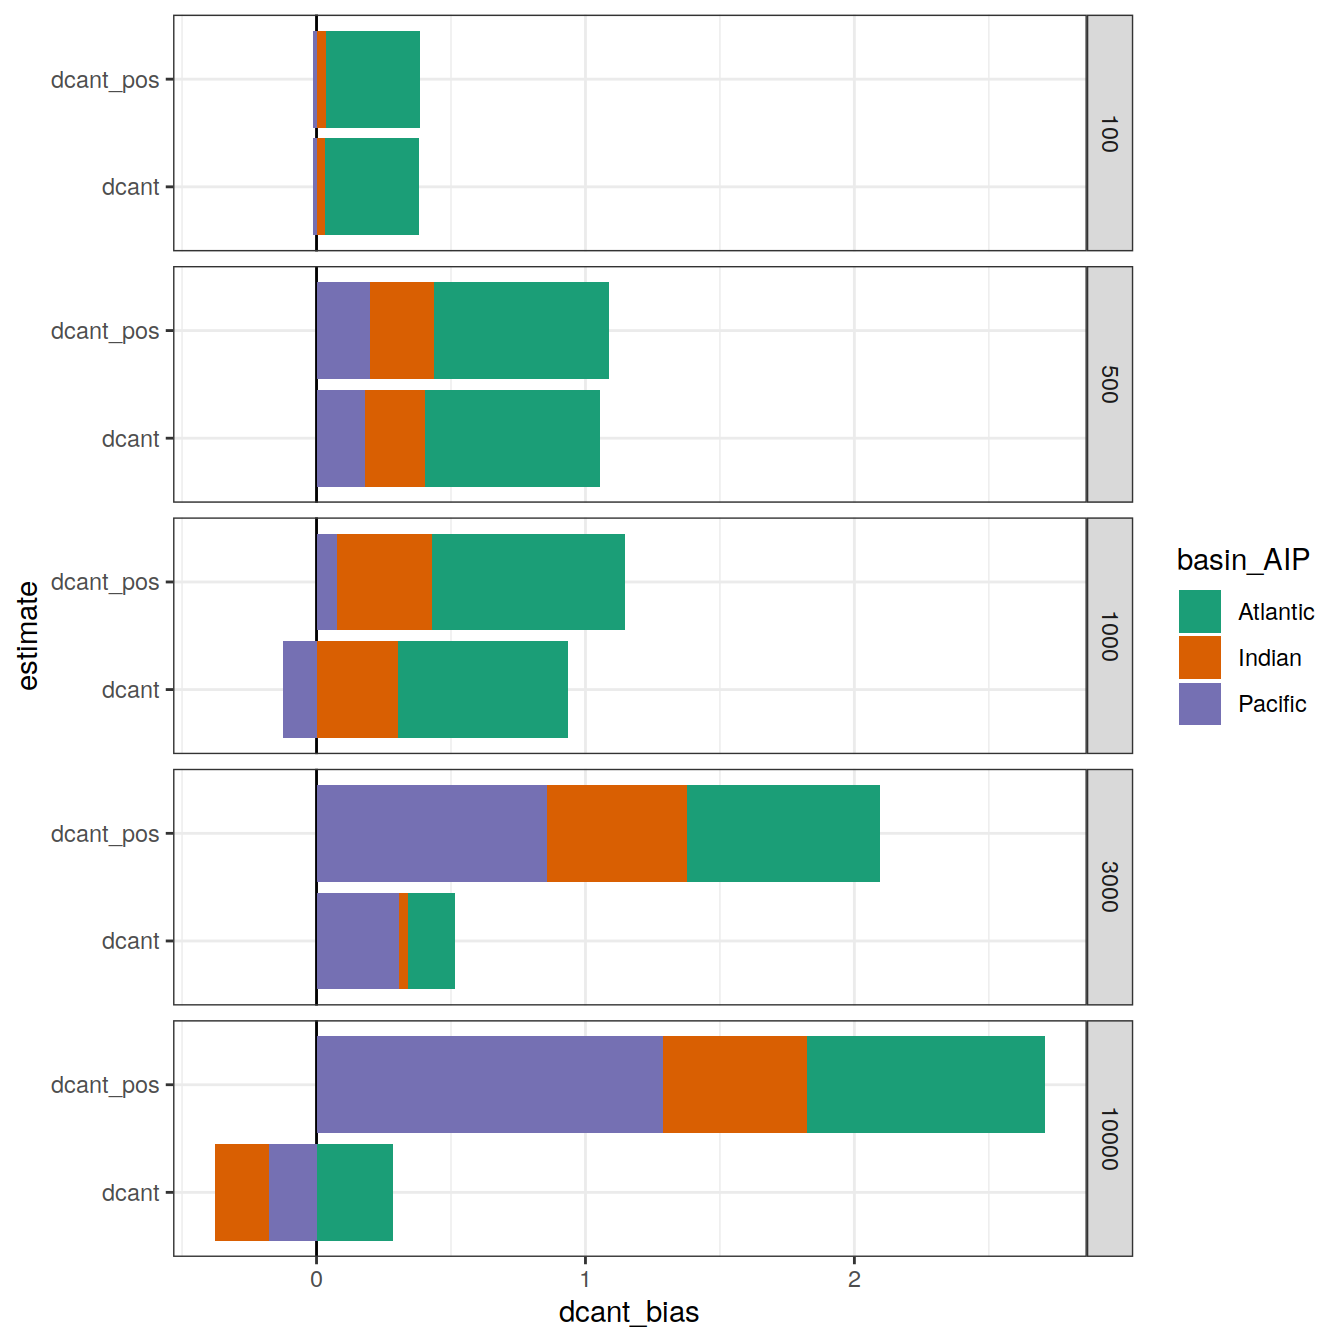 dcant_pos
dcant
100
dcant_pos
dcant
500
dcant_pos
dcant
1000
dcant_pos
dcant
3000
dcant_pos
dcant
10000
estimate
0 1 2
dcant_bias
basin_AIP
Atlantic
Indian
Pacific